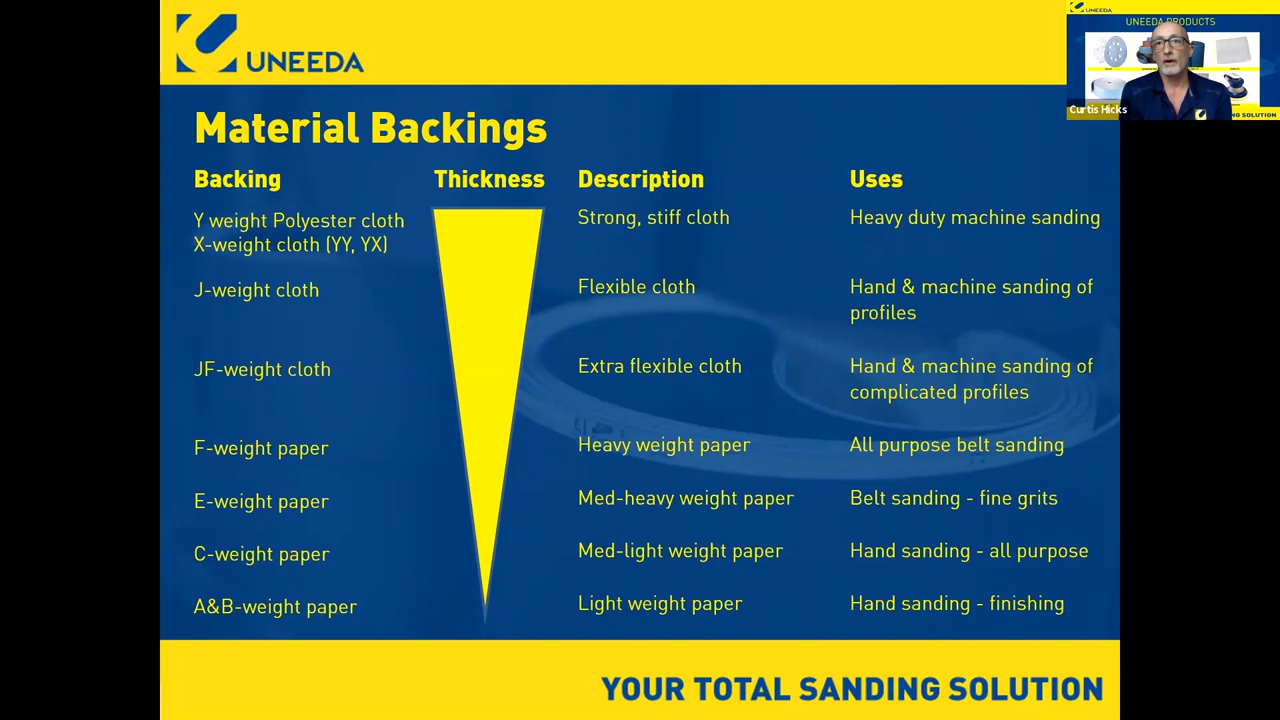 UNEEDA
UNEEDA
UNEEDA PRODUCTS
Curtis Hicks
NG SOLUTION
Material Backings
Backing Thickness Description Uses
Y weight Polyester cloth Strong, stiff cloth Heavy duty machine sanding
X-weight cloth (YY, YX)
J-weight cloth Flexible cloth Hand & machine sanding of
profiles
JF-weight cloth Extra flexible cloth Hand & machine sanding of
complicated profiles
F-weight paper Heavy weight paper All purpose belt sanding
E-weight paper Med-heavy weight paper Belt sanding - fine grits
C-weight paper Med-light weight paper Hand sanding - all purpose
A&B-weight paper Light weight paper Hand sanding - finishing
YOUR TOTAL SANDING SOLUTION